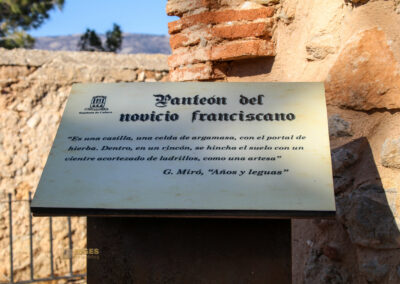 Panteón del
novicio franciscano
"Es una casilla, una celda de argamasa, con el portal de
hierba. Dentro, en un rincón, se hincha el suelo con un
vientre acortezado de ladrillos, como una artesa"
G. Miró, "Años y leguas"